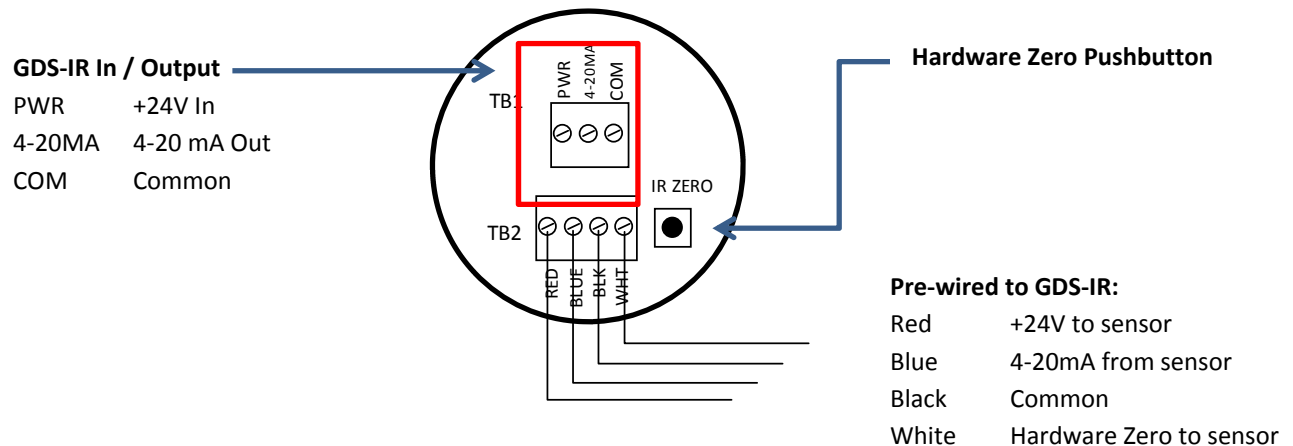 GDS-IR In / Output
PWR +24V In
4-20MA 4-20 mA Out
COM Common
PWR
4-20MA
COM
TB1
IR ZERO
TB2
RED
BLUE
BLK
WHT
Hardware Zero Pushbutton
Pre-wired to GDS-IR:
Red +24V to sensor
Blue 4-20mA from sensor
Black Common
White Hardware Zero to sensor